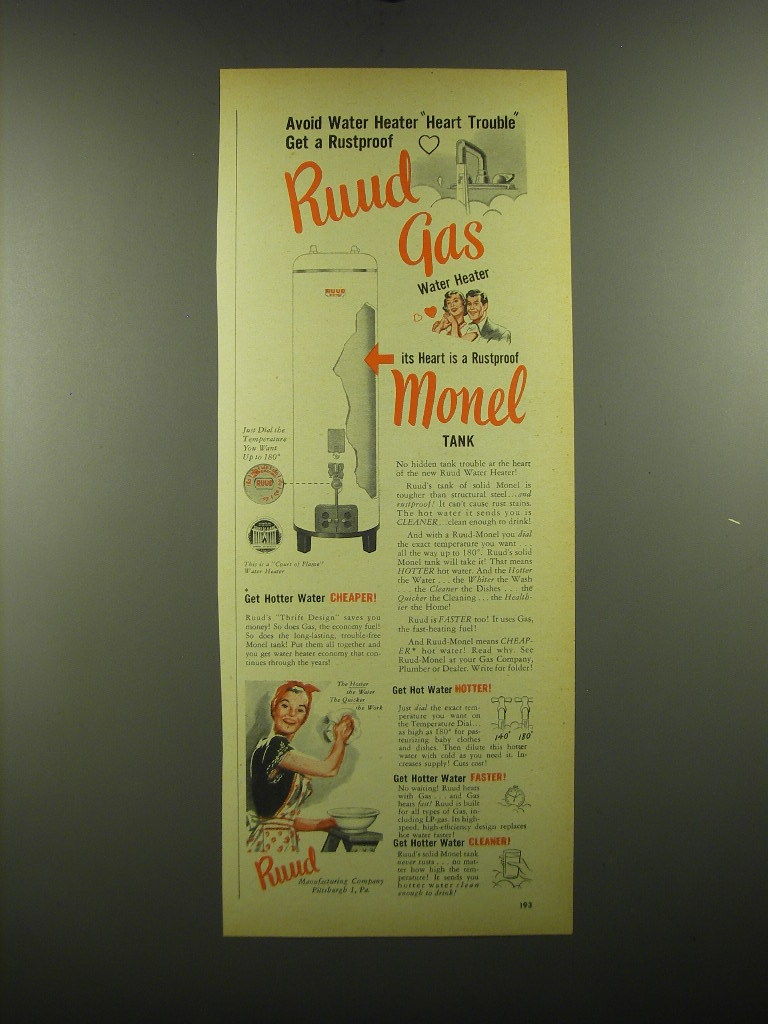 Avoid Water Heater "Heart Trouble"
Get a Rustproof
Ruud
Gas
Water Heater
RUUD
its Heart is a Rustproof
Monel
TANK
Just Dial the
Temperature
You Want
Up to 180°
RUUD
This is a "Court of Flame"
Water Heater
No hidden tank trouble at the heart
of the new Ruud Water Heater!
Ruud's tank of solid Monel is
tougher than structural steel...and
rustproof! It can't cause rust stains.
The hot water it sends you is
CLEANER...clean enough to drink!
And with a Ruud-Monel you dial
the exact temperature you want
all the way up to 180°. Ruud's solid
Monel tank will take it! That means
HOTTER hot water. And the Hotter
the Water...the Whiter the Wash
...the Cleaner the Dishes...the
Quicker the Cleaning...the Health-
ier the Home!
Ruud is FASTER too! It uses Gas,
the fast-heating fuel!
And Ruud-Monel means CHEAP-
ER* hot water! Read why. See
Ruud-Monel at your Gas Company,
Plumber or Dealer. Write for folder!
*
Get Hotter Water CHEAPER!
Ruud's "Thrift Design" saves you
money! So does Gas, the economy fuel!
So does the long-lasting, trouble-free
Monel tank! Put them all together and
you get water heater economy that con-
tinues through the years!
The Hotter
the Water
The Quicker
the Work
Get Hot Water HOTTER!
Just dial the exact tem-
perature you want on
the Temperature Dial...
as high as 180° for pas-
teurizing baby clothes
and dishes. Then dilute this hotter
water with cold as you need it. In-
creases supply! Cuts cost!
140° 180°
Get Hotter Water FASTER!
No waiting! Ruud heats
with Gas...and Gas
heats fast! Ruud is built
for all types of Gas, in-
cluding LP-gas. Its high-
speed, high-efficiency design replaces
hot water faster!
Get Hotter Water CLEANER!
Ruud's solid Monel tank
never rusts...no mat-
ter how high the tem-
perature! It sends you
hotter water clean
enough to drink!
Ruud
Manufacturing Company
Pittsburgh 1, Pa.
193